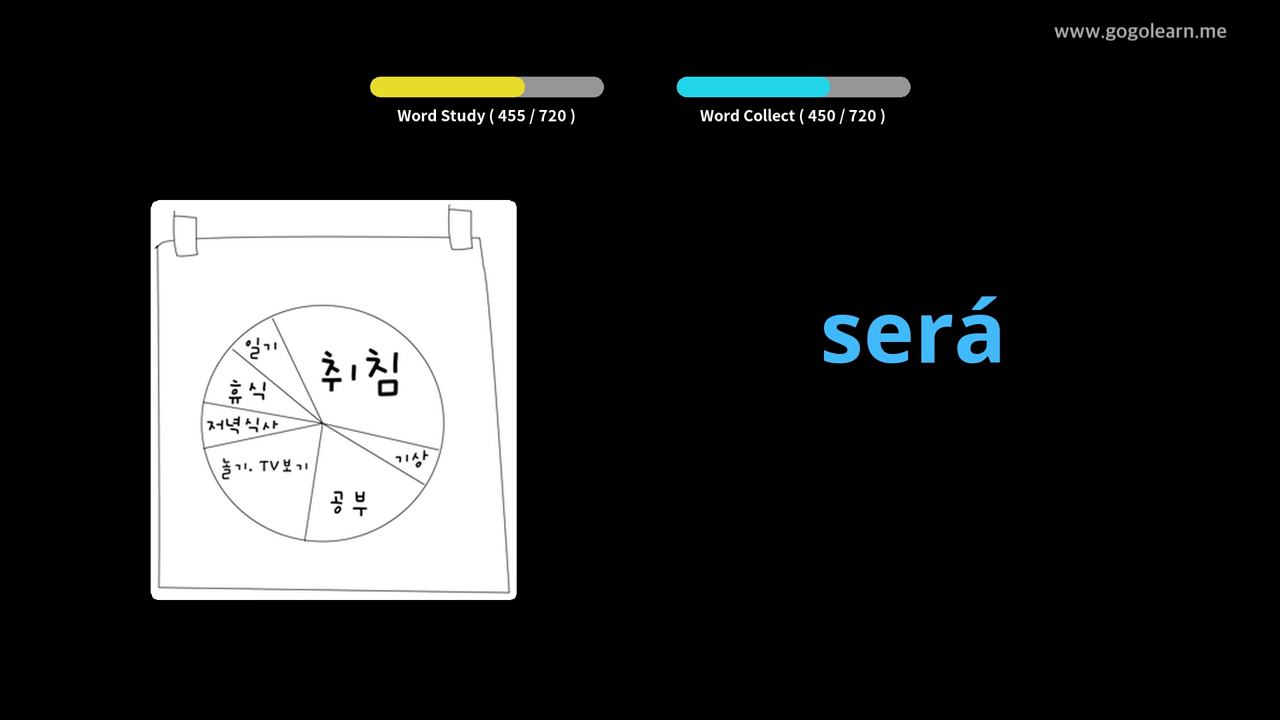 www.gogolearn.me
Word Study ( 455 / 720 )
Word Collect ( 450 / 720 )
일기
취침
휴식
저녁식사
놀기. TV보기
기상
공부
será